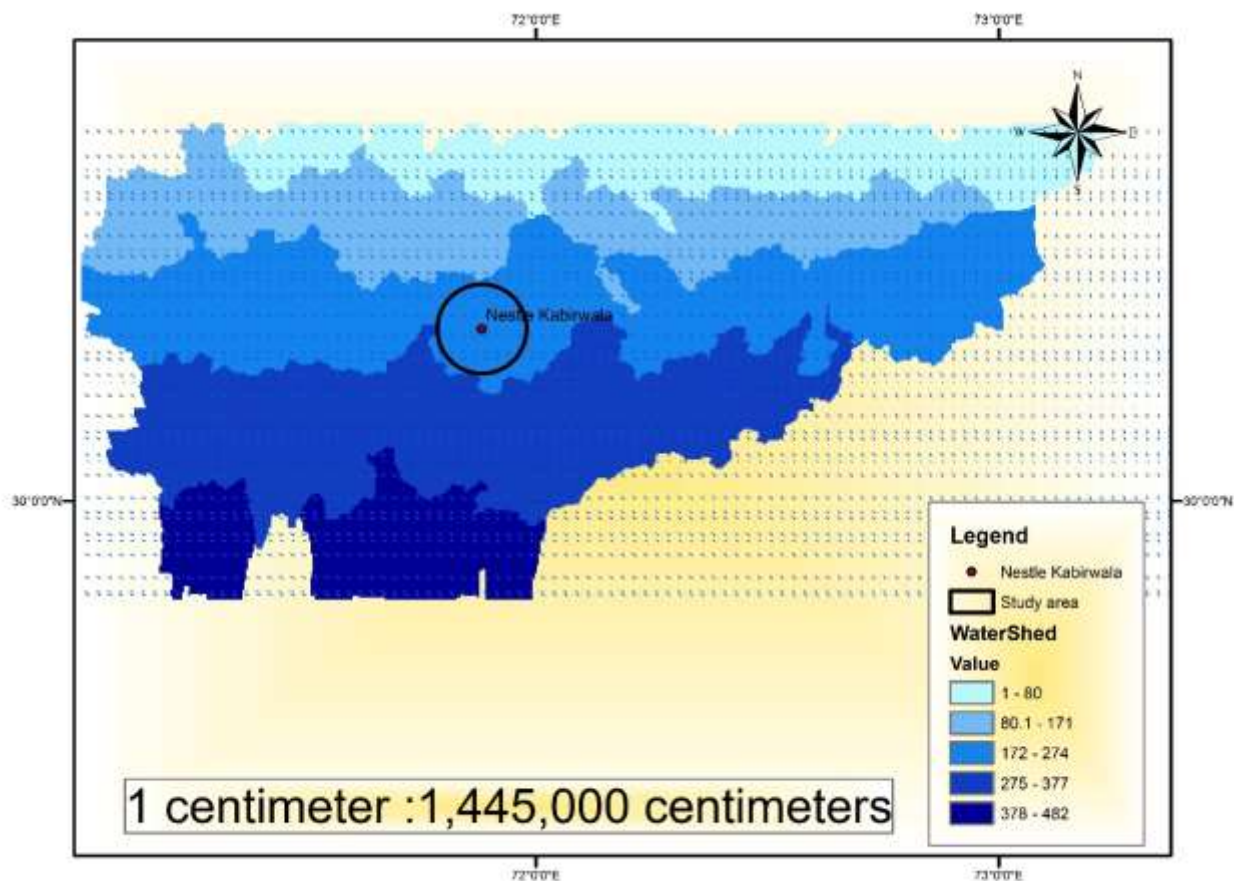 72°0'0"E 73°0'0"E
N
W E
S
Nestle Kabirwala
30°0'0"N 30°0'0"N
Legend
Nestle Kabirwala
Study area
WaterShed
Value
1 - 80
80.1 - 171
172 - 274
275 - 377
378 - 482
1 centimeter :1,445,000 centimeters
72°0'0"E 73°0'0"E